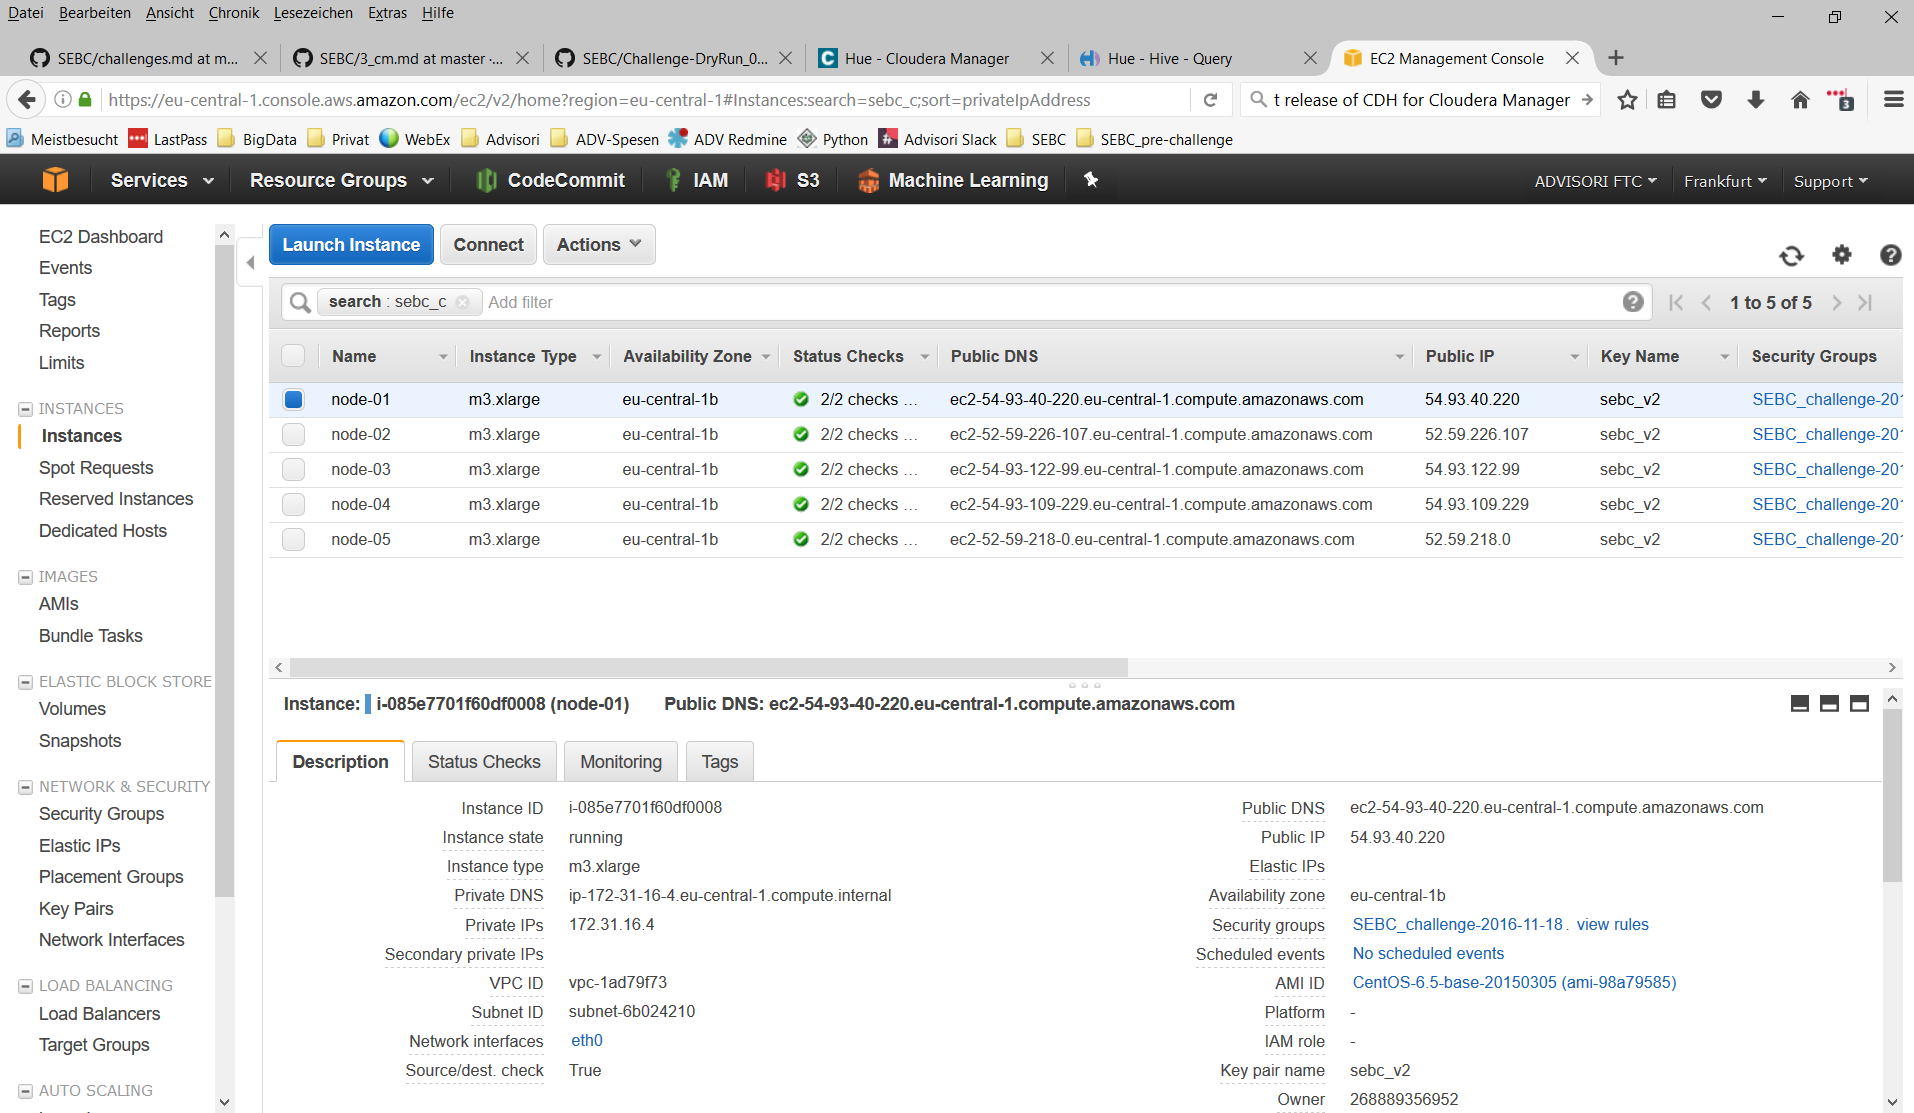 Datei Bearbeiten Ansicht Chronik Lesezeichen Extras Hilfe
SEBC/challenges.md at m... SEBC/3_cm.md at master ·... SEBC/Challenge-DryRun_0... Hue - Cloudera Manager Hue - Hive - Query EC2 Management Console
https://eu-central-1.console.aws.amazon.com/ec2/v2/home?region=eu-central-1#Instances:search=sebc_c;sort=privateIpAddress t release of CDH for Cloudera Manager 3
Meistbesucht LastPass BigData Privat WebEx Advisori ADV-Spesen ADV Redmine Python Advisori Slack SEBC SEBC_pre-challenge
Services Resource Groups CodeCommit IAM S3 Machine Learning ADVISORI FTC Frankfurt Support
EC2 Dashboard
Events
Tags
Reports
Limits
INSTANCES
Instances
Spot Requests
Reserved Instances
Dedicated Hosts
IMAGES
AMIs
Bundle Tasks
ELASTIC BLOCK STORE
Volumes
Snapshots
NETWORK & SECURITY
Security Groups
Elastic IPs
Placement Groups
Key Pairs
Network Interfaces
LOAD BALANCING
Load Balancers
Target Groups
AUTO SCALING
Launch Instance Connect Actions
search : sebc_c Add filter 1 to 5 of 5
Name Instance Type Availability Zone Status Checks Public DNS Public IP Key Name Security Groups
node-01 m3.xlarge eu-central-1b 2/2 checks ... ec2-54-93-40-220.eu-central-1.compute.amazonaws.com 54.93.40.220 sebc_v2 SEBC_challenge-201
node-02 m3.xlarge eu-central-1b 2/2 checks ... ec2-52-59-226-107.eu-central-1.compute.amazonaws.com 52.59.226.107 sebc_v2 SEBC_challenge-201
node-03 m3.xlarge eu-central-1b 2/2 checks ... ec2-54-93-122-99.eu-central-1.compute.amazonaws.com 54.93.122.99 sebc_v2 SEBC_challenge-201
node-04 m3.xlarge eu-central-1b 2/2 checks ... ec2-54-93-109-229.eu-central-1.compute.amazonaws.com 54.93.109.229 sebc_v2 SEBC_challenge-201
node-05 m3.xlarge eu-central-1b 2/2 checks ... ec2-52-59-218-0.eu-central-1.compute.amazonaws.com 52.59.218.0 sebc_v2 SEBC_challenge-201
Instance: i-085e7701f60df0008 (node-01) Public DNS: ec2-54-93-40-220.eu-central-1.compute.amazonaws.com
Description Status Checks Monitoring Tags
Instance ID i-085e7701f60df0008
Instance state running
Instance type m3.xlarge
Private DNS ip-172-31-16-4.eu-central-1.compute.internal
Private IPs 172.31.16.4
Secondary private IPs
VPC ID vpc-1ad79f73
Subnet ID subnet-6b024210
Network interfaces eth0
Source/dest. check True
Public DNS ec2-54-93-40-220.eu-central-1.compute.amazonaws.com
Public IP 54.93.40.220
Elastic IPs
Availability zone eu-central-1b
Security groups SEBC_challenge-2016-11-18. view rules
Scheduled events No scheduled events
AMI ID CentOS-6.5-base-20150305 (ami-98a79585)
Platform -
IAM role -
Key pair name sebc_v2
Owner 268889356952